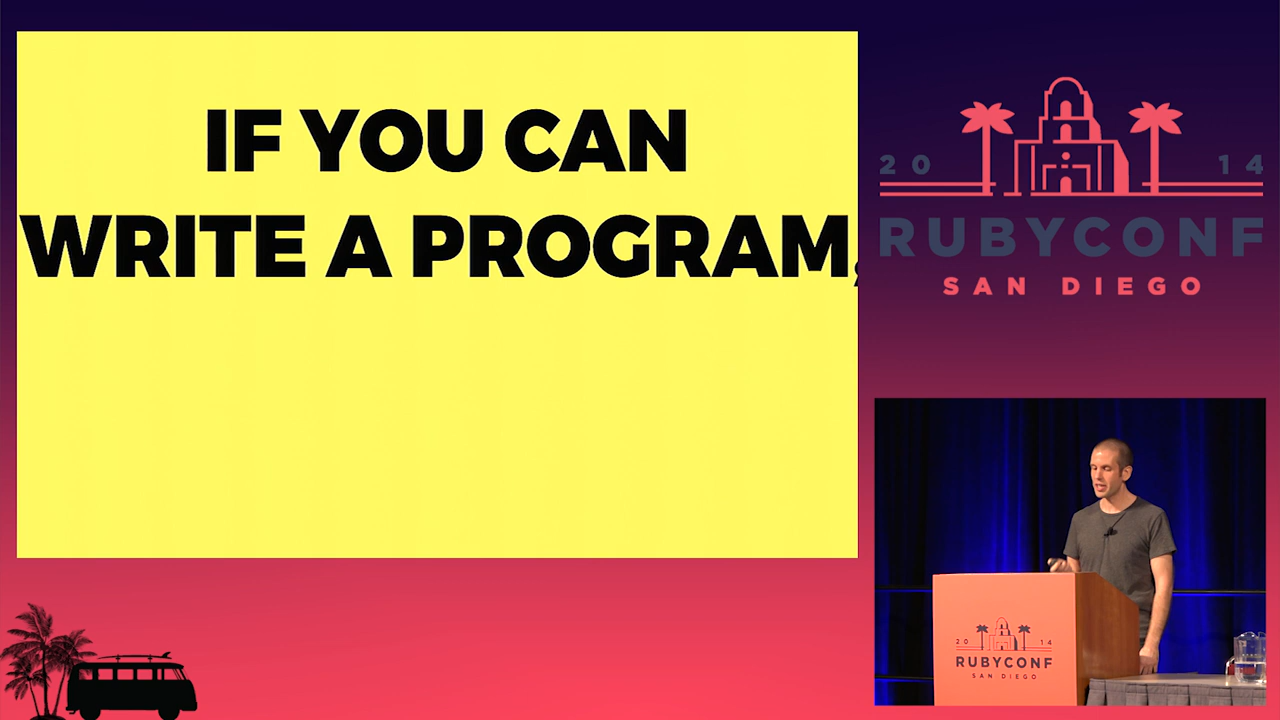 IF YOU CAN
WRITE A PROGRAM,
20 14
RUBYCONF
SAN DIEGO
20 14
RUBYCONF
SAN DIEGO